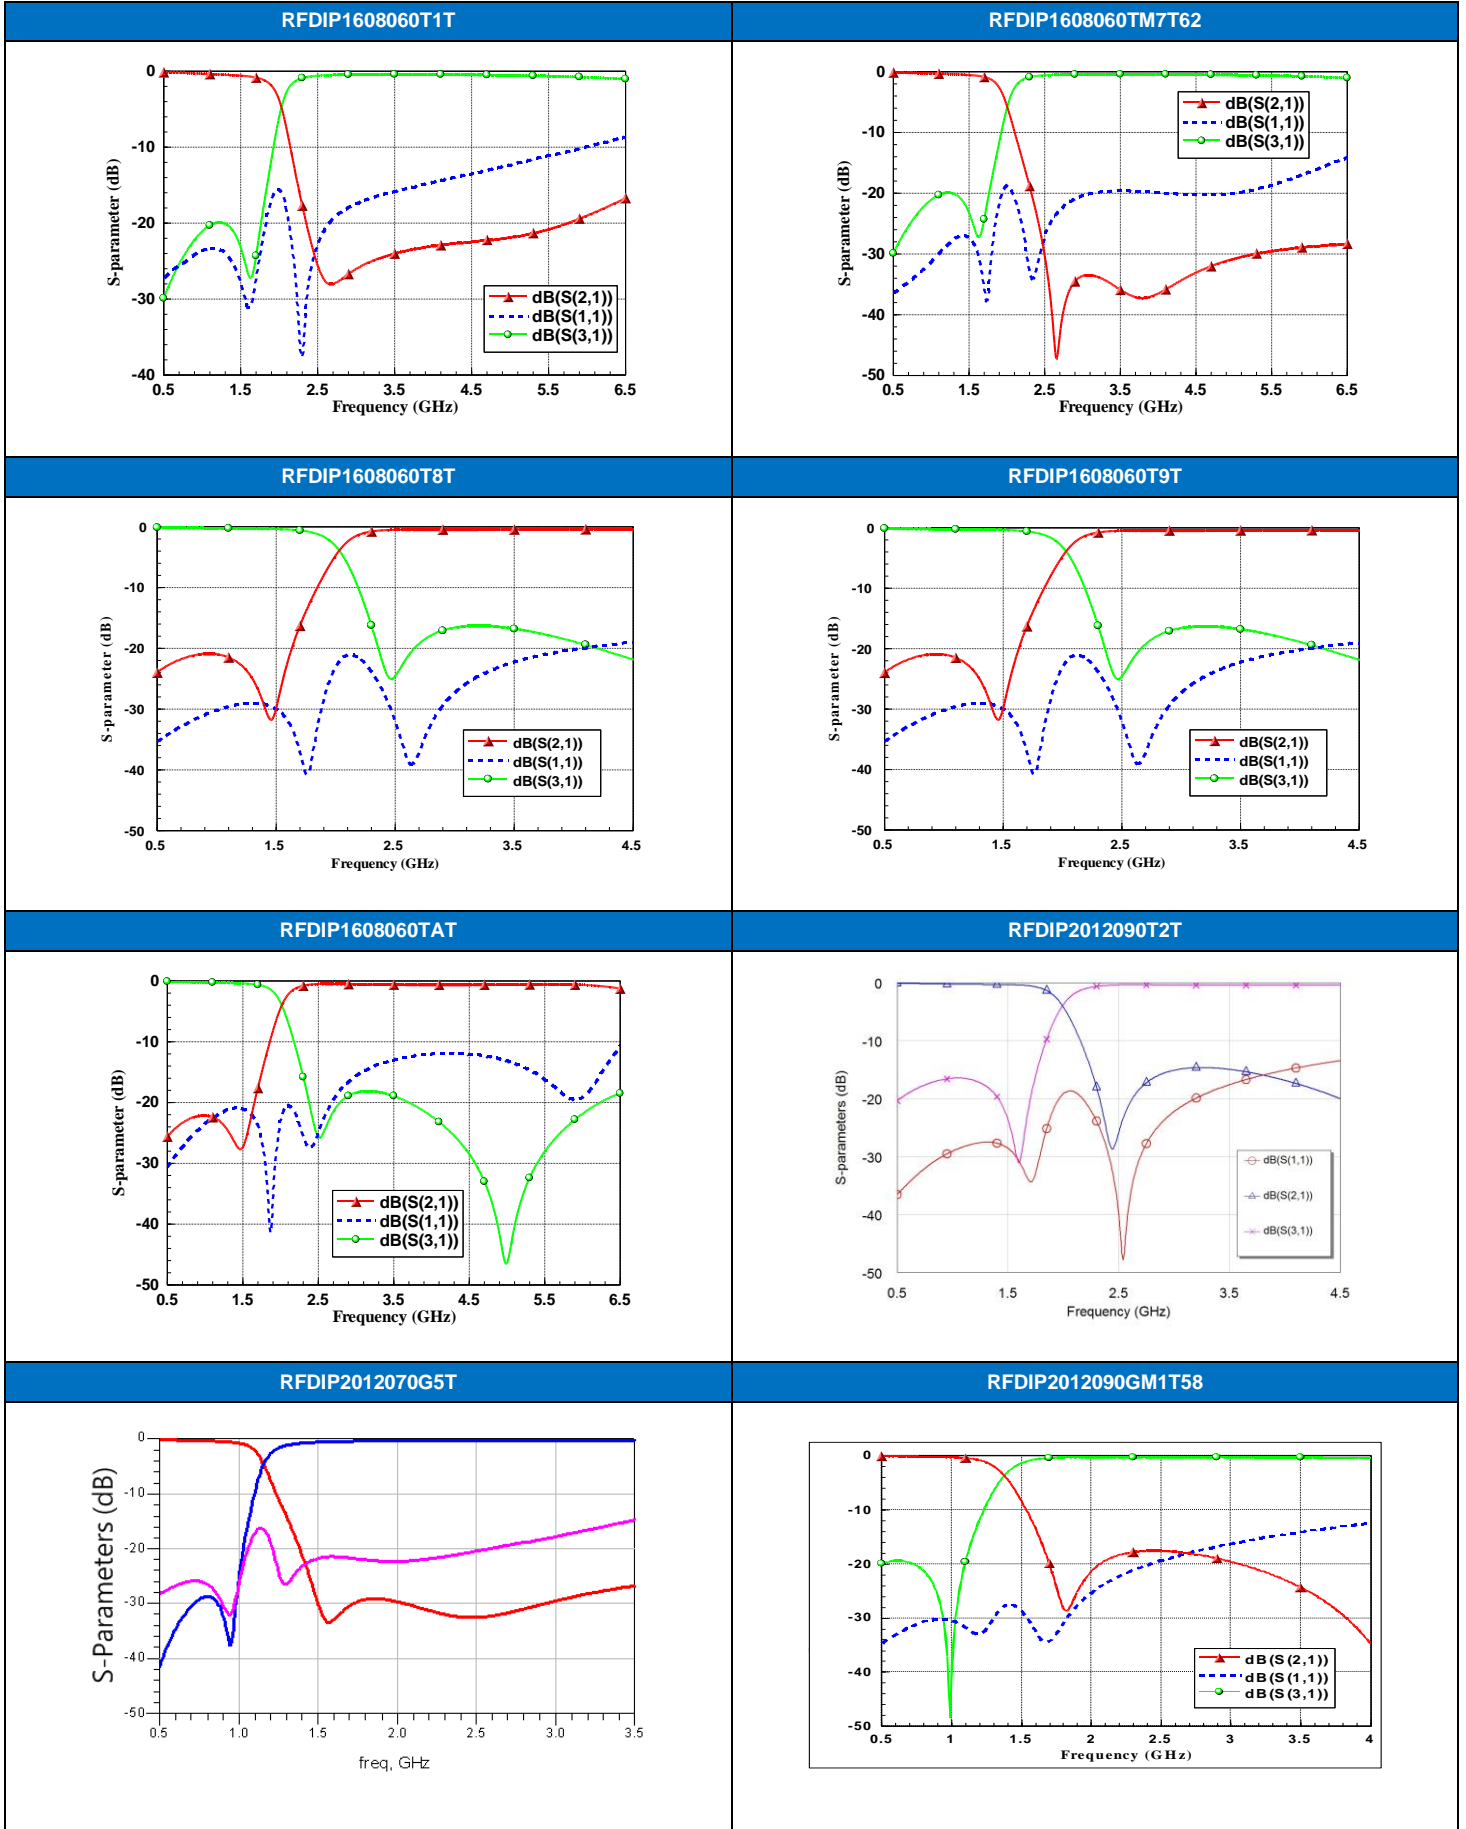 RFDIP1608060T1T
RFDIP1608060TM7T62
0
-10
-20
-30
-40
0.5
1.5
2.5
3.5
4.5
5.5
6.5
S-parameter (dB)
Frequency (GHz)
dB(S(2,1))
dB(S(1,1))
dB(S(3,1))
0
-10
-20
-30
-40
-50
0.5
1.5
2.5
3.5
4.5
5.5
6.5
S-parameter (dB)
Frequency (GHz)
dB(S(2,1))
dB(S(1,1))
dB(S(3,1))
RFDIP1608060T8T
RFDIP1608060T9T
0
-10
-20
-30
-40
-50
0.5
1.5
2.5
3.5
4.5
S-parameter (dB)
Frequency (GHz)
dB(S(2,1))
dB(S(1,1))
dB(S(3,1))
0
-10
-20
-30
-40
-50
0.5
1.5
2.5
3.5
4.5
S-parameter (dB)
Frequency (GHz)
dB(S(2,1))
dB(S(1,1))
dB(S(3,1))
RFDIP1608060TAT
RFDIP2012090T2T
0
-10
-20
-30
-40
-50
0.5
1.5
2.5
3.5
4.5
5.5
6.5
S-parameter (dB)
Frequency (GHz)
dB(S(2,1))
dB(S(1,1))
dB(S(3,1))
0
-10
-20
-30
-40
-50
0.5
1.5
2.5
3.5
4.5
S-parameters (dB)
Frequency (GHz)
dB(S(1,1))
dB(S(2,1))
dB(S(3,1))
RFDIP2012070G5T
RFDIP2012090GM1T58
0
-10
-20
-30
-40
-50
0.5
1.0
1.5
2.0
2.5
3.0
3.5
S-Parameters (dB)
freq, GHz
0
-10
-20
-30
-40
-50
0.5
1
1.5
2
2.5
3
3.5
4
S-parameter (dB)
Frequency (GHz)
dB(S(2,1))
dB(S(1,1))
dB(S(3,1))